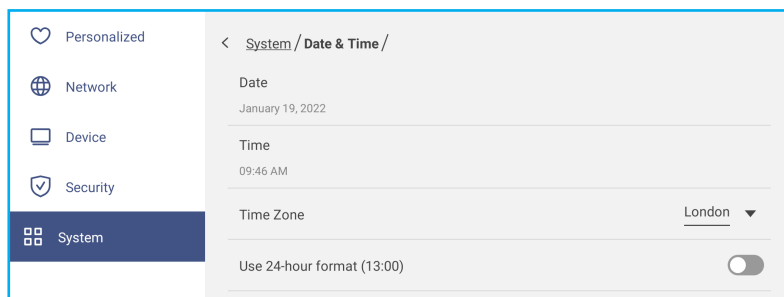 Personalized
Network
Device
Security
System
< System / Date & Time /
Date
January 19, 2022
Time
09:46 AM
Time Zone London
Use 24-hour format (13:00)